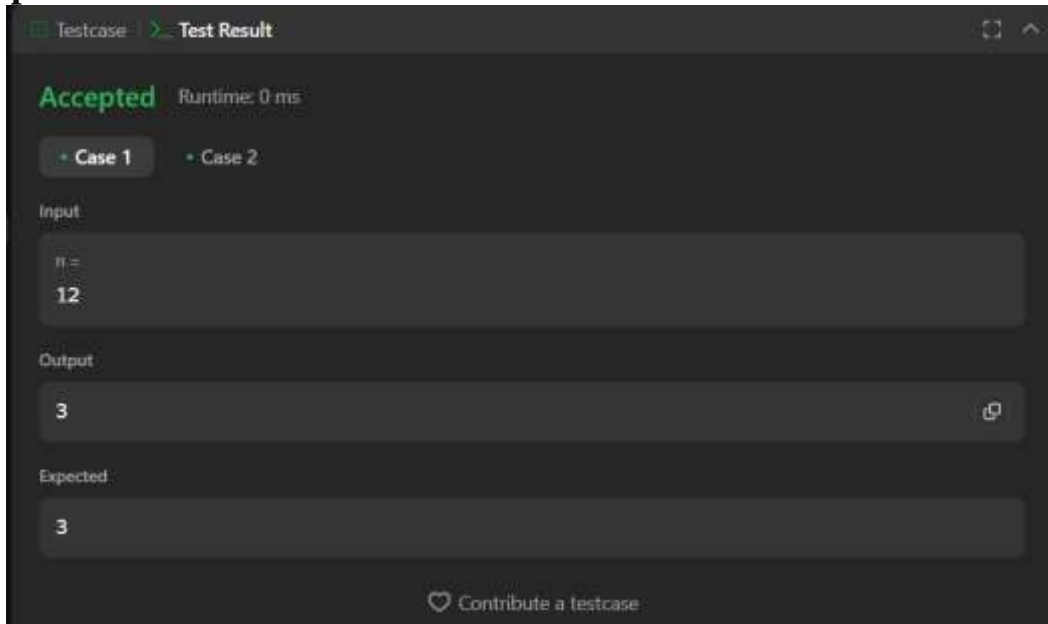 Testcase >_ Test Result
Accepted Runtime: 0 ms
• Case 1 • Case 2
Input
n =
12
Output
3
Expected
3
Contribute a testcase